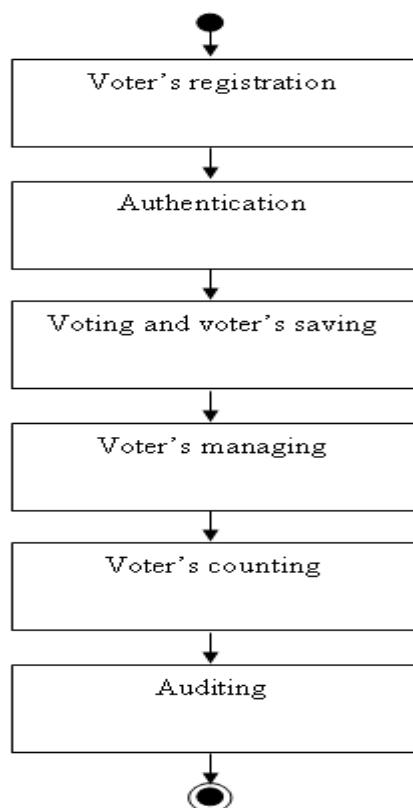 Voter's registration
Authentication
Voting and voter's saving
Voter's managing
Voter's counting
Auditing